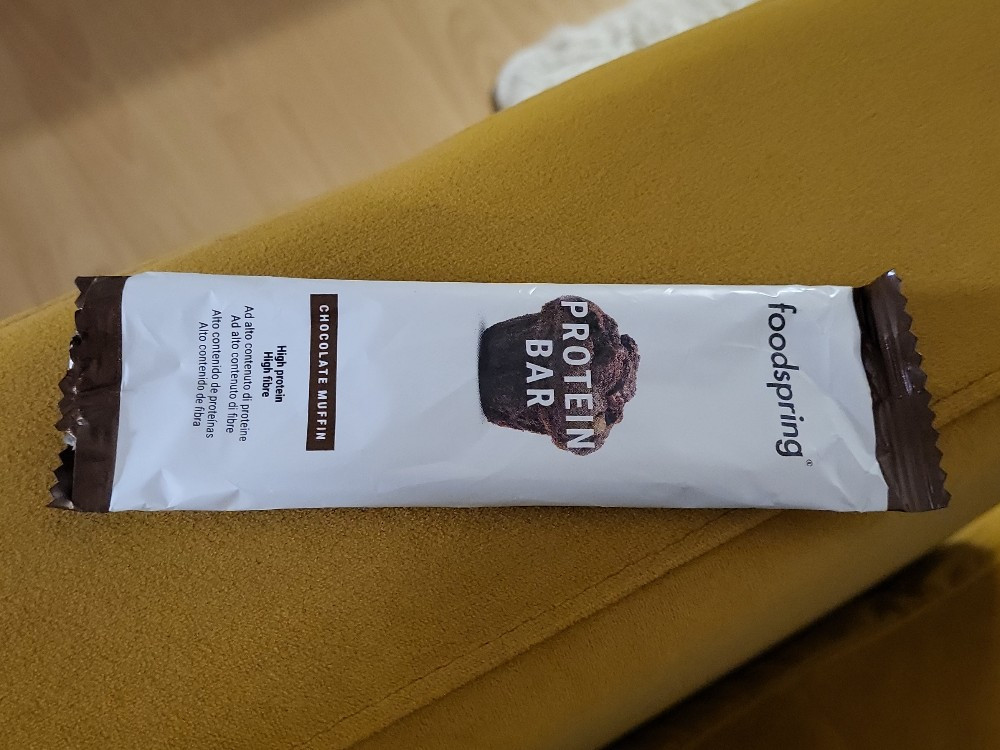 foodspring®
PROTEIN
BAR
CHOCOLATE MUFFIN
High protein
High fibre
Ad alto contenuto di proteine
Ad alto contenuto di fibre
Alto contenido de proteínas
Alto contenido de fibra